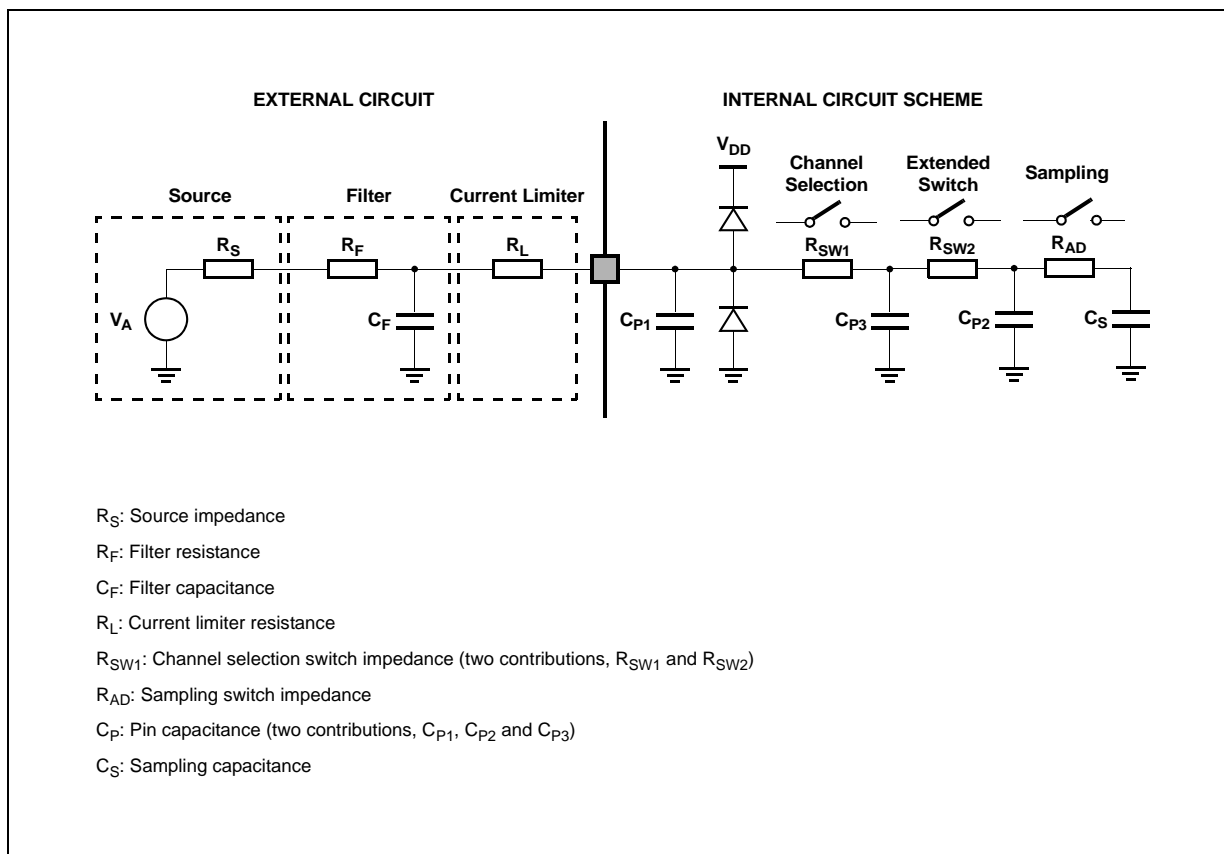 EXTERNAL CIRCUIT
INTERNAL CIRCUIT SCHEME
VDD
Channel
Selection
Extended
Switch
Sampling
Source
Filter
Current Limiter
RS
RF
RL
RSW1
RSW2
RAD
VA
CF
CP1
CP3
CP2
CS
RS: Source impedance
RF: Filter resistance
CF: Filter capacitance
RL: Current limiter resistance
RSW1: Channel selection switch impedance (two contributions, RSW1 and RSW2)
RAD: Sampling switch impedance
CP: Pin capacitance (two contributions, CP1, CP2 and CP3)
CS: Sampling capacitance